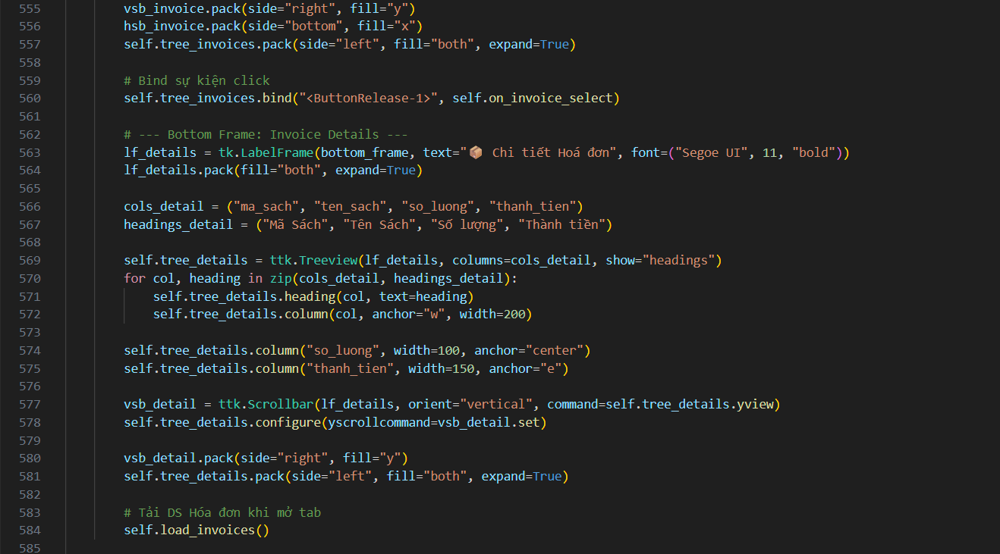 555 vsb_invoice.pack(side="right", fill="y")
556 hsb_invoice.pack(side="bottom", fill="x")
557 self.tree_invoices.pack(side="left", fill="both", expand=True)
558
559 # Bind sự kiện click
560 self.tree_invoices.bind("<ButtonRelease-1>", self.on_invoice_select)
561
562 # --- Bottom Frame: Invoice Details ---
563 lf_details = tk.LabelFrame(bottom_frame, text="📦 Chi tiết Hoá đơn", font=("Segoe UI", 11, "bold"))
564 lf_details.pack(fill="both", expand=True)
565
566 cols_detail = ("ma_sach", "ten_sach", "so_luong", "thanh_tien")
567 headings_detail = ("Mã Sách", "Tên Sách", "Số lượng", "Thành tiền")
568
569 self.tree_details = ttk.Treeview(lf_details, columns=cols_detail, show="headings")
570 for col, heading in zip(cols_detail, headings_detail):
571     self.tree_details.heading(col, text=heading)
572     self.tree_details.column(col, anchor="w", width=200)
573
574 self.tree_details.column("so_luong", width=100, anchor="center")
575 self.tree_details.column("thanh_tien", width=150, anchor="e")
576
577 vsb_detail = ttk.Scrollbar(lf_details, orient="vertical", command=self.tree_details.yview)
578 self.tree_details.configure(yscrollcommand=vsb_detail.set)
579
580 vsb_detail.pack(side="right", fill="y")
581 self.tree_details.pack(side="left", fill="both", expand=True)
582
583 # Tải DS Hóa đơn khi mở tab
584 self.load_invoices()
585